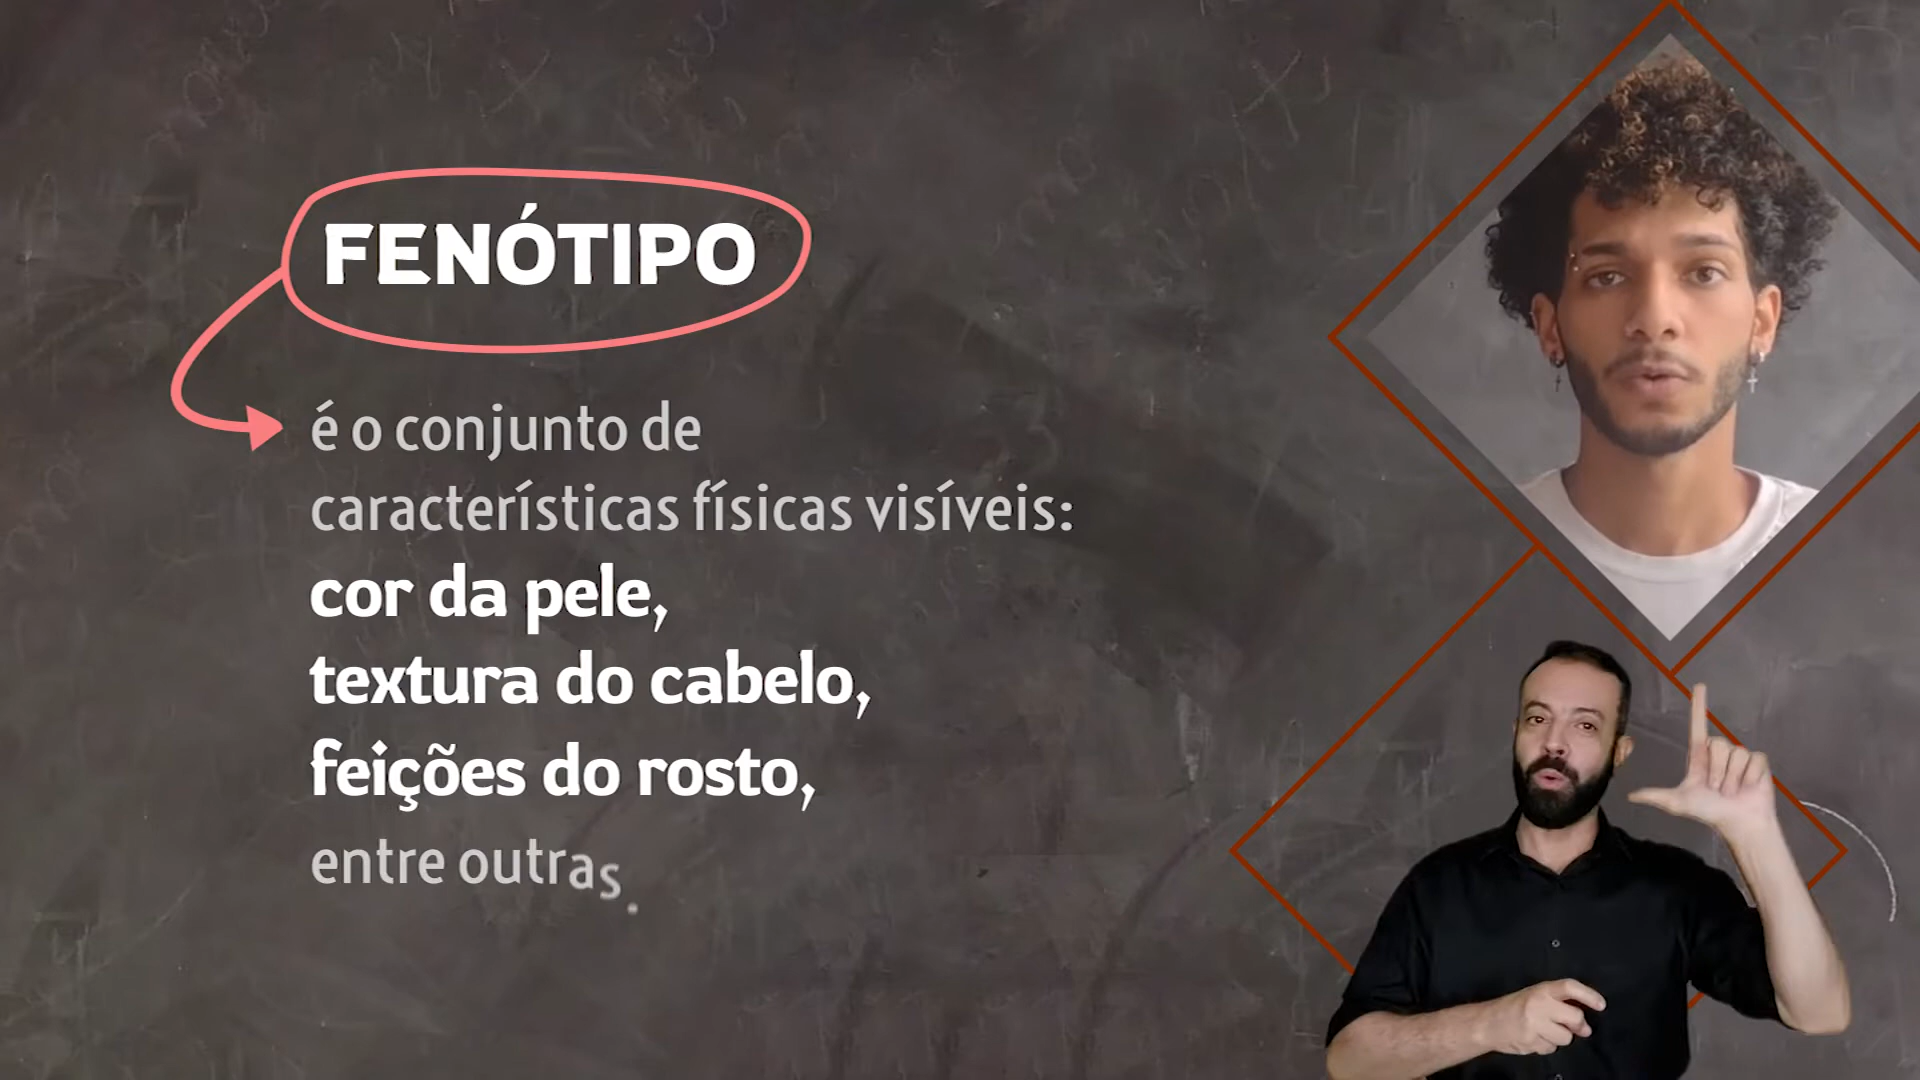 FENÓTIPO
é o conjunto de
características físicas visíveis:
cor da pele,
textura do cabelo,
feições do rosto,
entre outras.